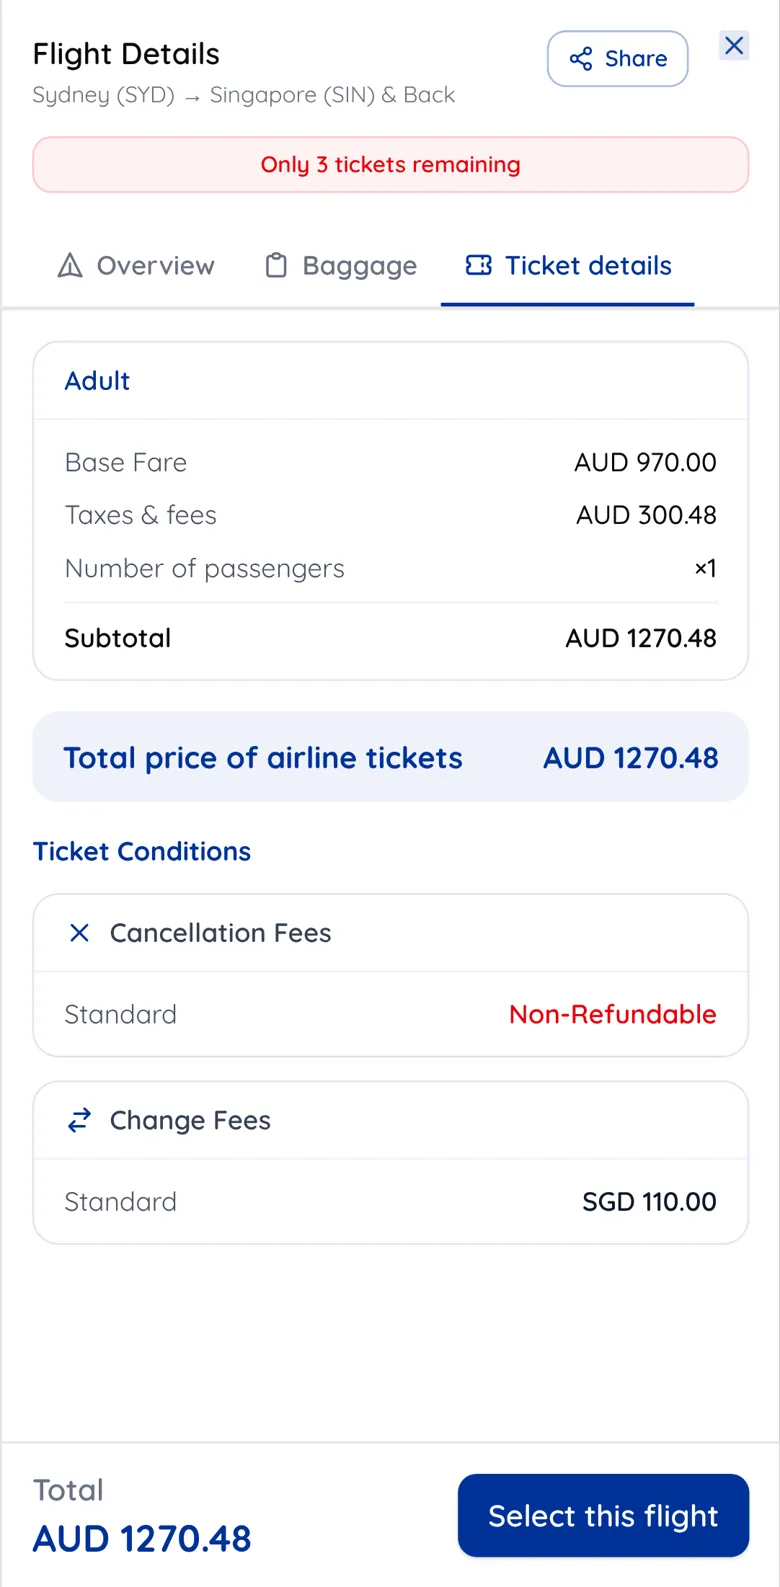 Flight Details
Share
Sydney (SYD) → Singapore (SIN) & Back
Only 3 tickets remaining
Overview
Baggage
Ticket details
Adult
Base Fare AUD 970.00
Taxes & fees AUD 300.48
Number of passengers ×1
Subtotal AUD 1270.48
Total price of airline tickets AUD 1270.48
Ticket Conditions
Cancellation Fees
Standard Non-Refundable
Change Fees
Standard SGD 110.00
Total
AUD 1270.48
Select this flight